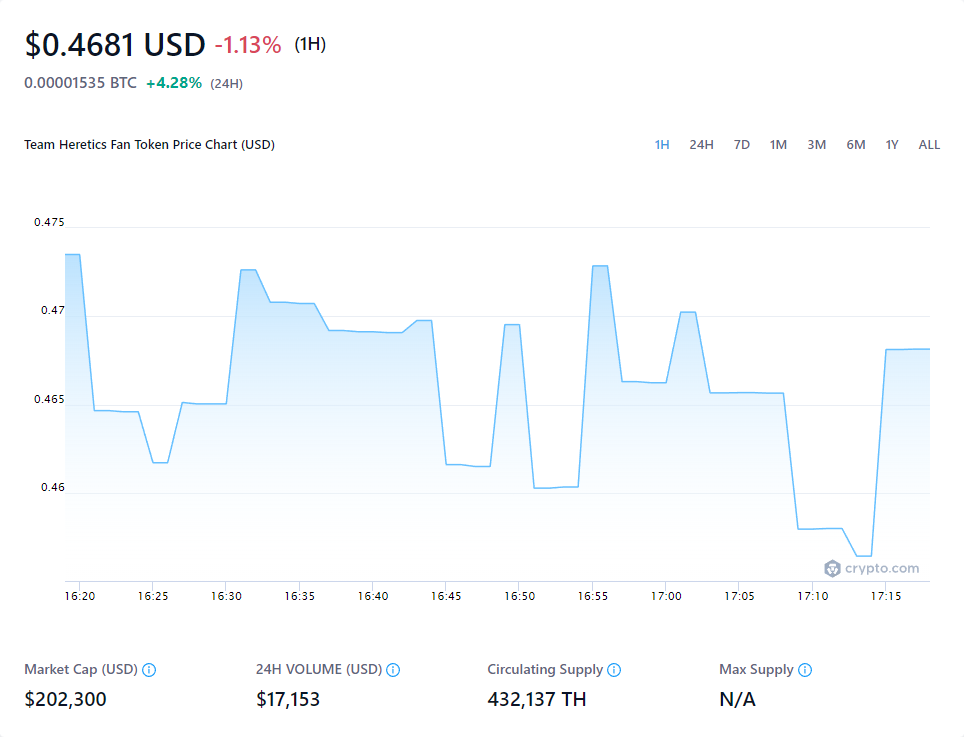 $0.4681 USD -1.13% (1H)
0.00001535 BTC +4.28% (24H)
Team Heretics Fan Token Price Chart (USD) 1H 24H 7D 1M 3M 6M 1Y ALL
0.475
0.47
0.465
0.46
crypto.com
16:20 16:25 16:30 16:35 16:40 16:45 16:50 16:55 17:00 17:05 17:10 17:15
Market Cap (USD) 24H VOLUME (USD) Circulating Supply Max Supply
$202,300 $17,153 432,137 TH N/A